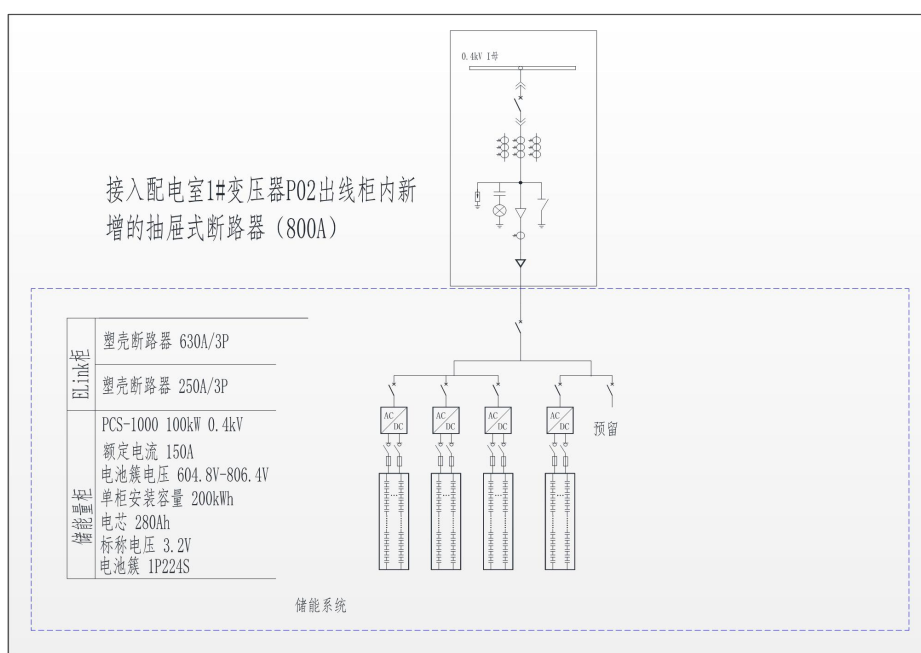 0.4kV I母
接入配电室1#变压器P02出线柜内新
增的抽屉式断路器（800A）
ELink柜
塑壳断路器 630A/3P
塑壳断路器 250A/3P
储能量柜
PCS-1000 100kW 0.4kV
额定电流 150A
电池簇电压 604.8V-806.4V
单柜安装容量 200kWh
电芯 280Ah
标称电压 3.2V
电池簇 1P224S
AC DC
AC DC
AC DC
AC DC
预留
储能系统